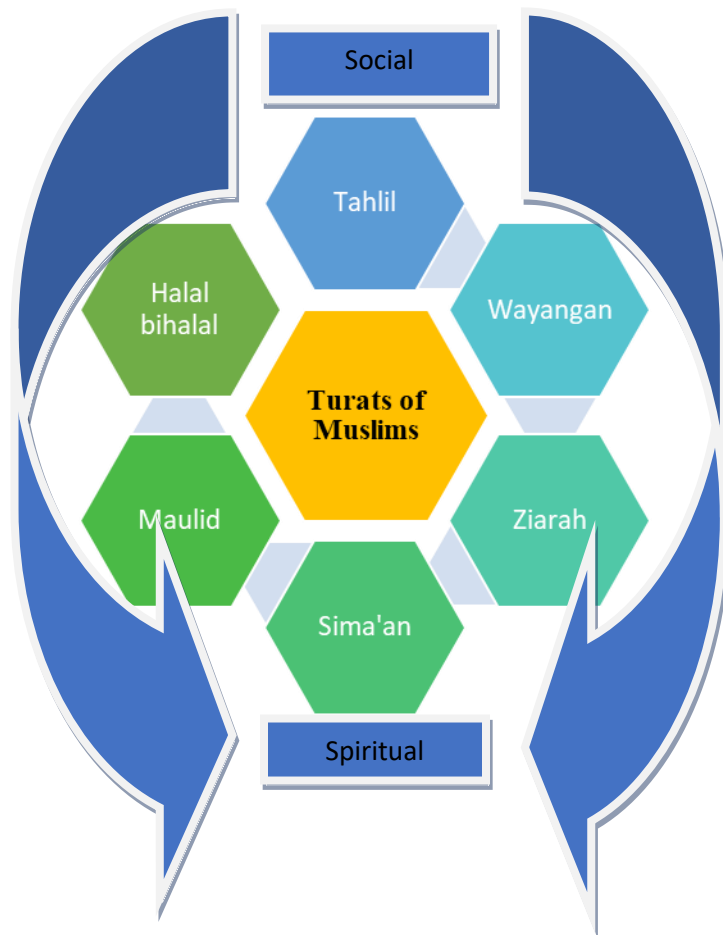 Social
Tahlil
Halal
bihalal
Wayangan
Turats of
Muslims
Maulid
Ziarah
Sima'an
Spiritual